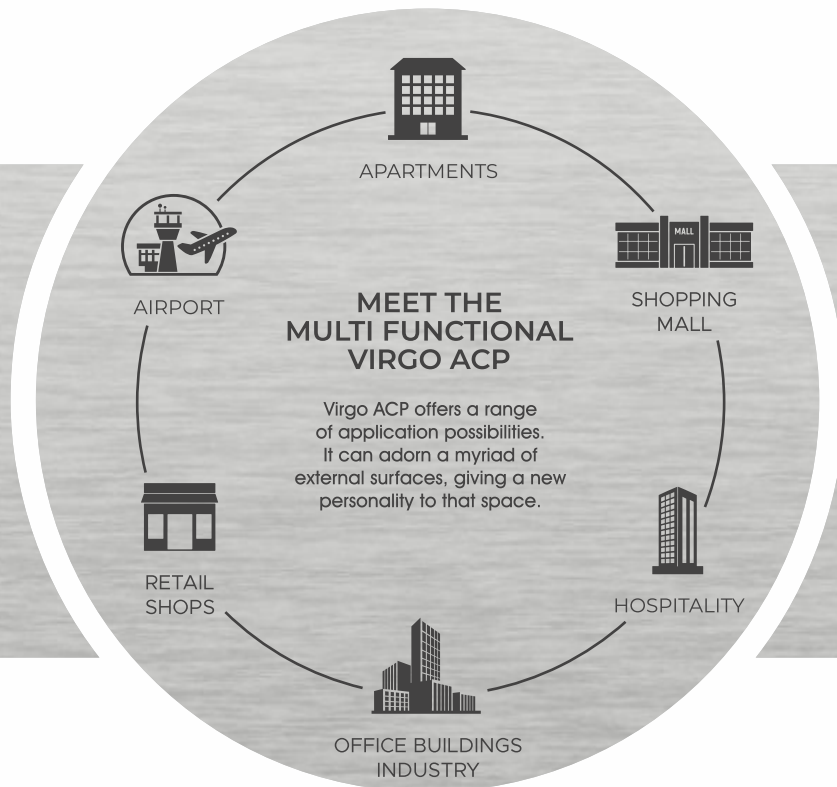 APARTMENTS
AIRPORT
MALL
SHOPPING
MALL
MEET THE
MULTI FUNCTIONAL
VIRGO ACP
Virgo ACP offers a range
of application possibilities.
It can adorn a myriad of
external surfaces, giving a new
personality to that space.
RETAIL
SHOPS
HOSPITALITY
OFFICE BUILDINGS
INDUSTRY